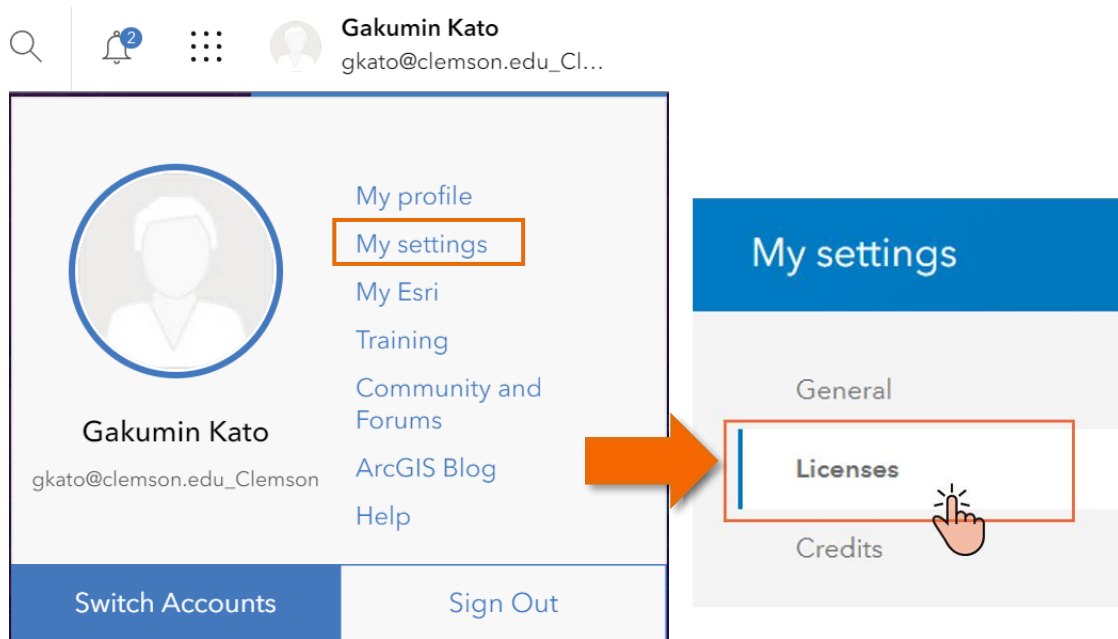 2
Gakumin Kato
gkato@clemson.edu_Cl...
My profile
My settings
My Esri
Training
Community and
Forums
ArcGIS Blog
Help
Gakumin Kato
gkato@clemson.edu_Clemson
Switch Accounts
Sign Out
My settings
General
Licenses
Credits